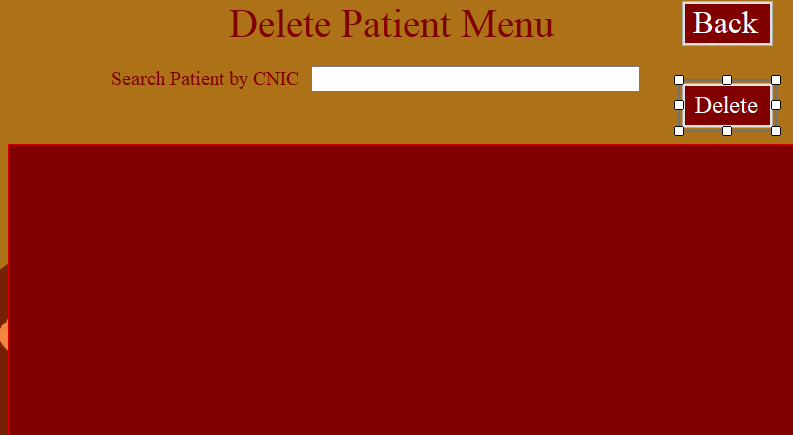 Delete Patient Menu
Back
Search Patient by CNIC
Delete